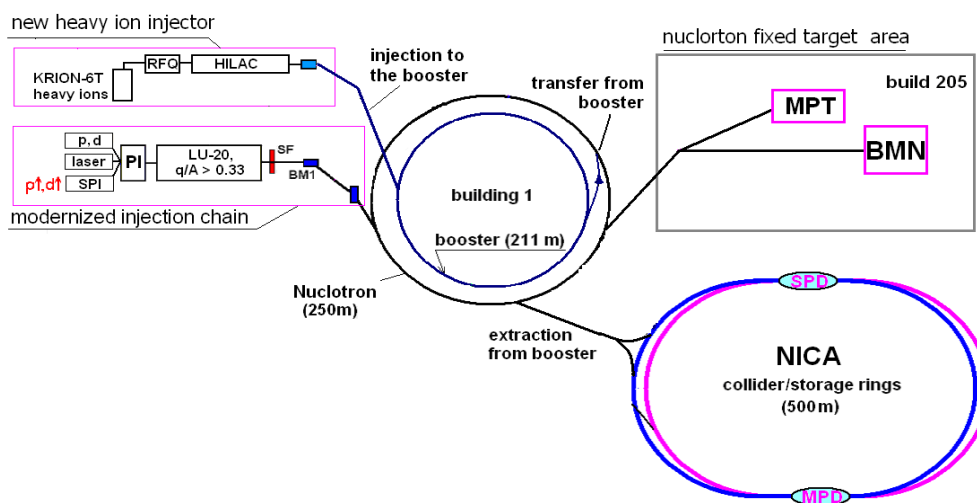 new heavy ion injector
KRION-6T
heavy ions
RFQ
HILAC
injection to
the booster
transfer from
booster
nuclorton fixed target area
build 205
MPT
BMN
p,d
laser
SPI
p↑,d↑
PI
LU-20,
q/A > 0.33
SF
BM1
modernized injection chain
building 1
booster (211 m)
Nuclotron
(250m)
extraction
from booster
SPD
NICA
collider/storage rings
(500m)
MPD